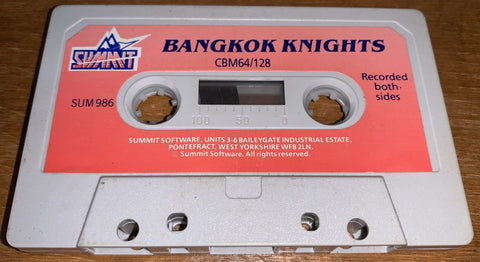 SUMMIT
BANGKOK KNIGHTS
CBM64/128
Recorded
both-
sides
SUM 986
100 50 0
SUMMIT SOFTWARE, UNITS 3-6 BAILEYGATE INDUSTRIAL ESTATE,
PONTEFRACT, WEST YORKSHIRE WF8 2LN.
© Summit Software. All rights reserved.